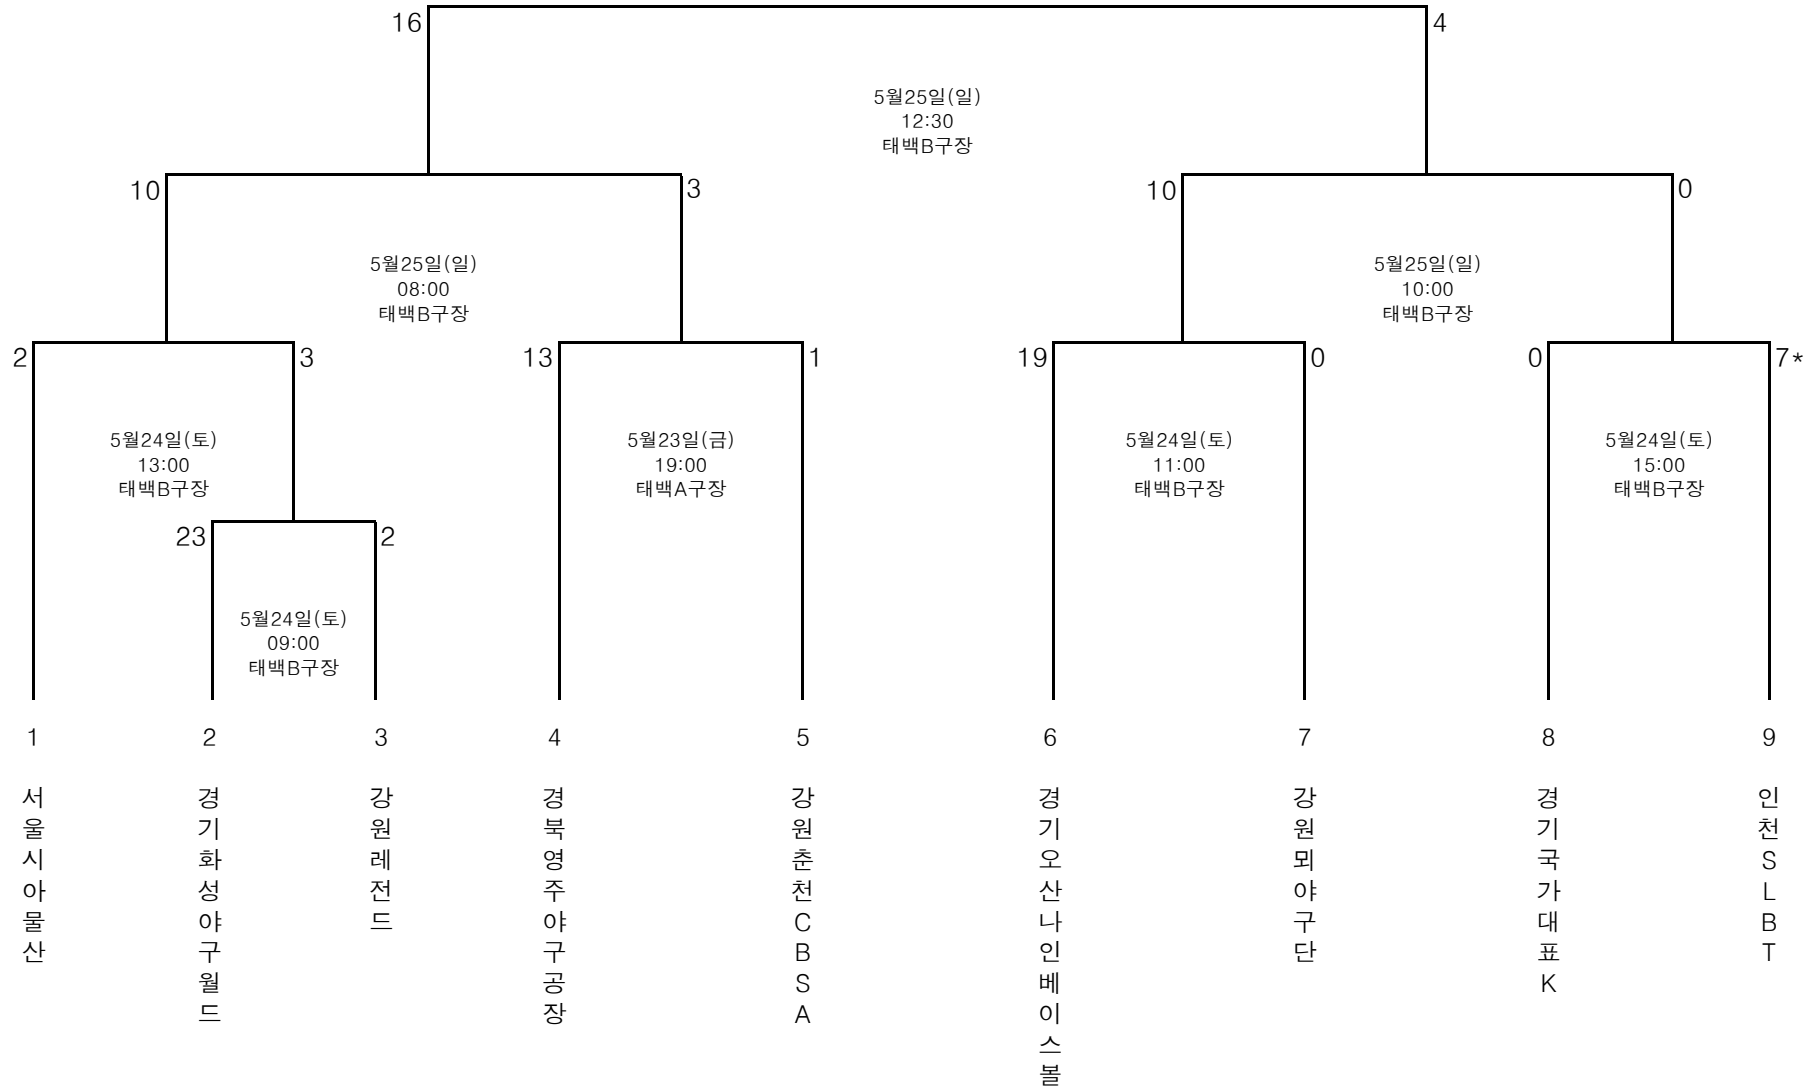 16
4
5월25일(일)
12:30
태백B구장
10
3
10
0
5월25일(일)
08:00
태백B구장
5월25일(일)
10:00
태백B구장
2
3
13
1
19
0
0
7*
5월24일(토)
13:00
태백B구장
5월23일(금)
19:00
태백A구장
5월24일(토)
11:00
태백B구장
5월24일(토)
15:00
태백B구장
23
2
5월24일(토)
09:00
태백B구장
1
2
3
4
5
6
7
8
9
서울시아물산
경기화성야구월드
강원레전드
경북영주야구공장
강원춘천CBSA
경기오산나인베이스볼
강원뫼야구단
경기국가대표K
인천SLBT